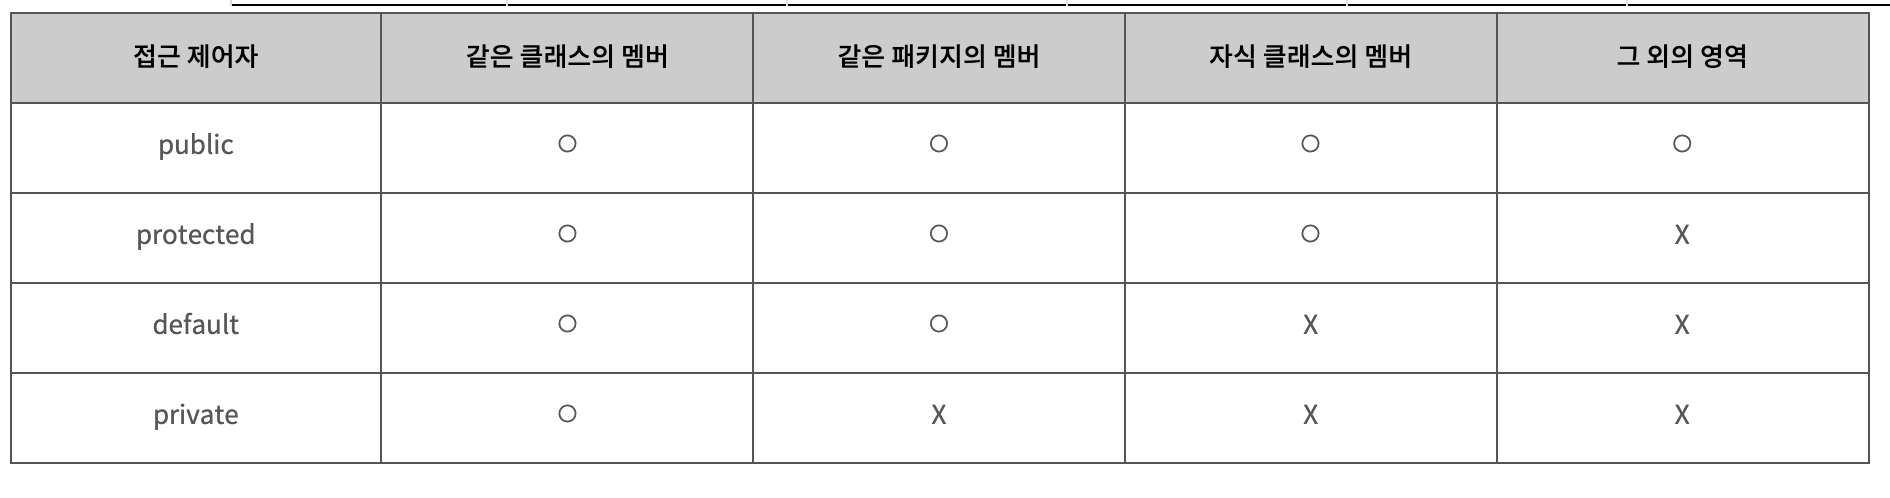 접근 제어자 같은 클래스의 멤버 같은 패키지의 멤버 자식 클래스의 멤버 그 외의 영역
public ○ ○ ○ ○
protected ○ ○ ○ X
default ○ ○ X X
private ○ X X X